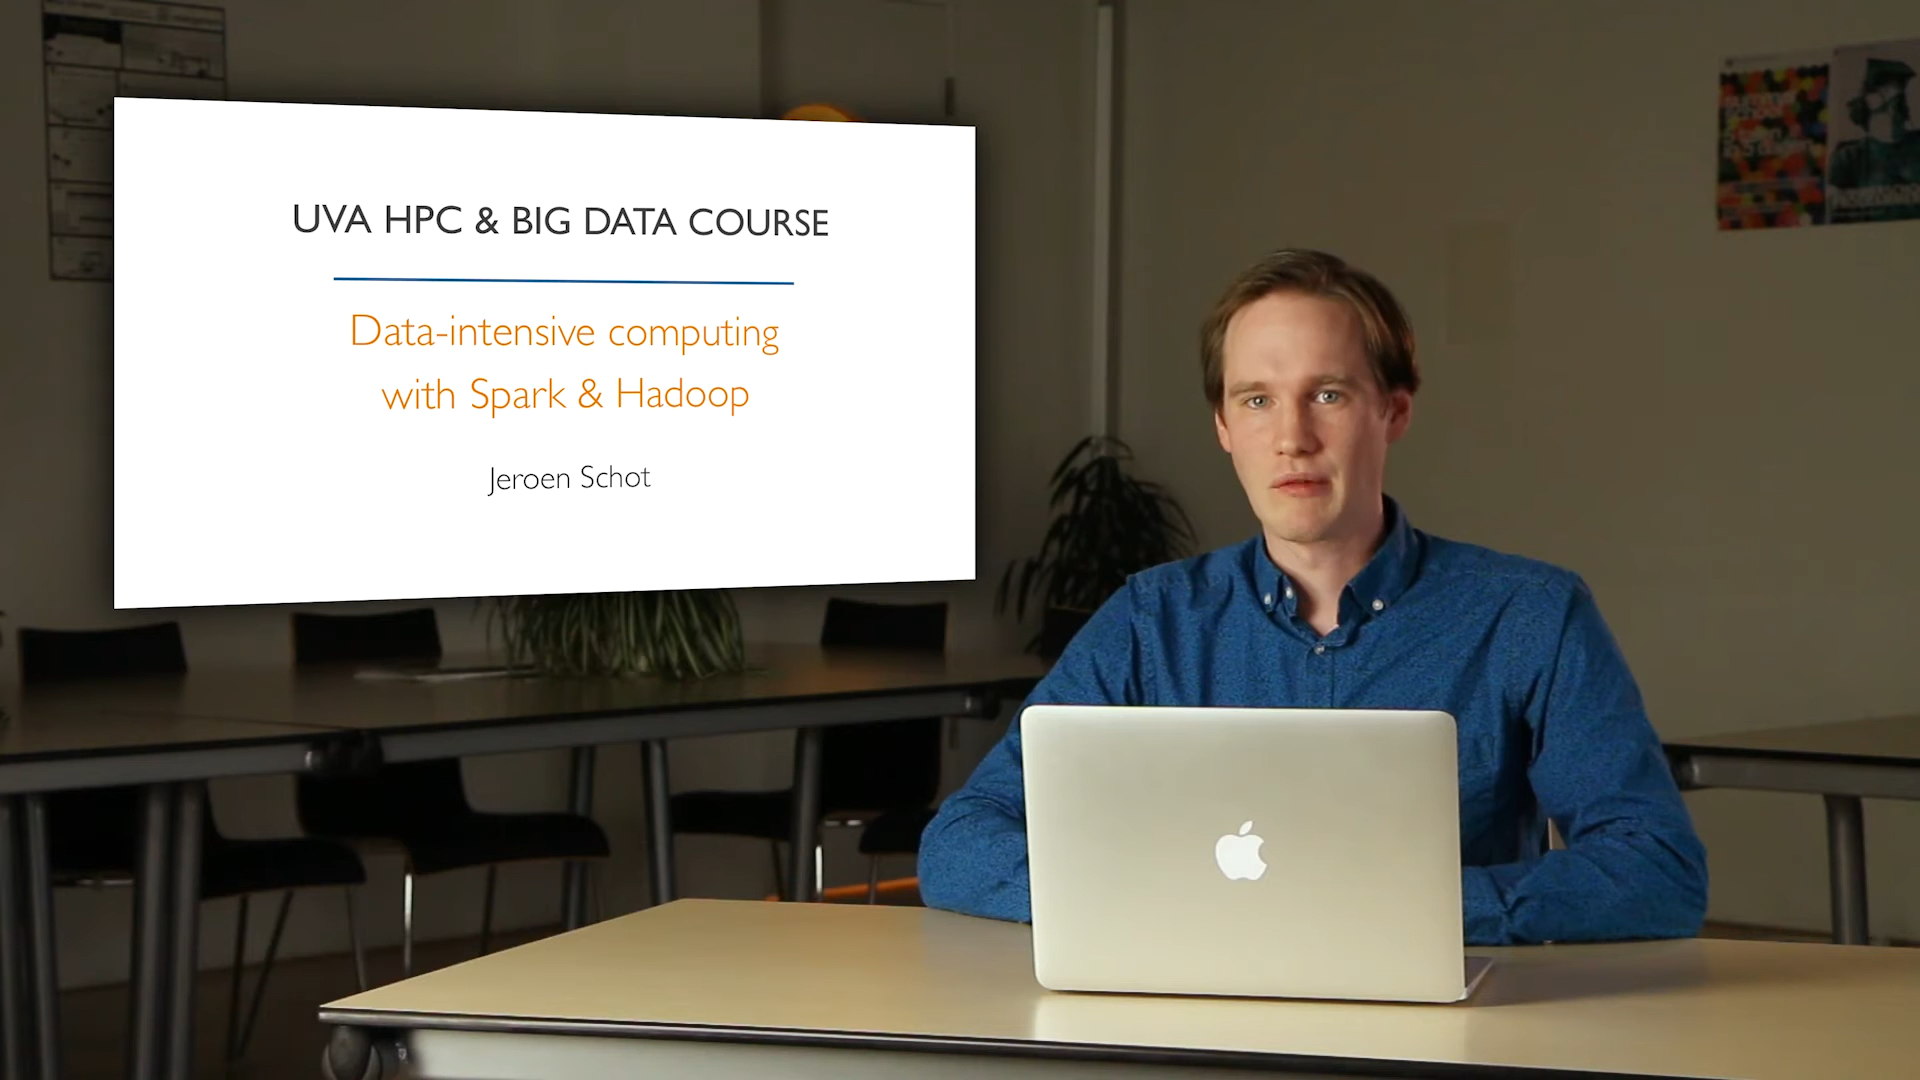 UVA HPC & BIG DATA COURSE
Data-intensive computing
with Spark & Hadoop
Jeroen Schot